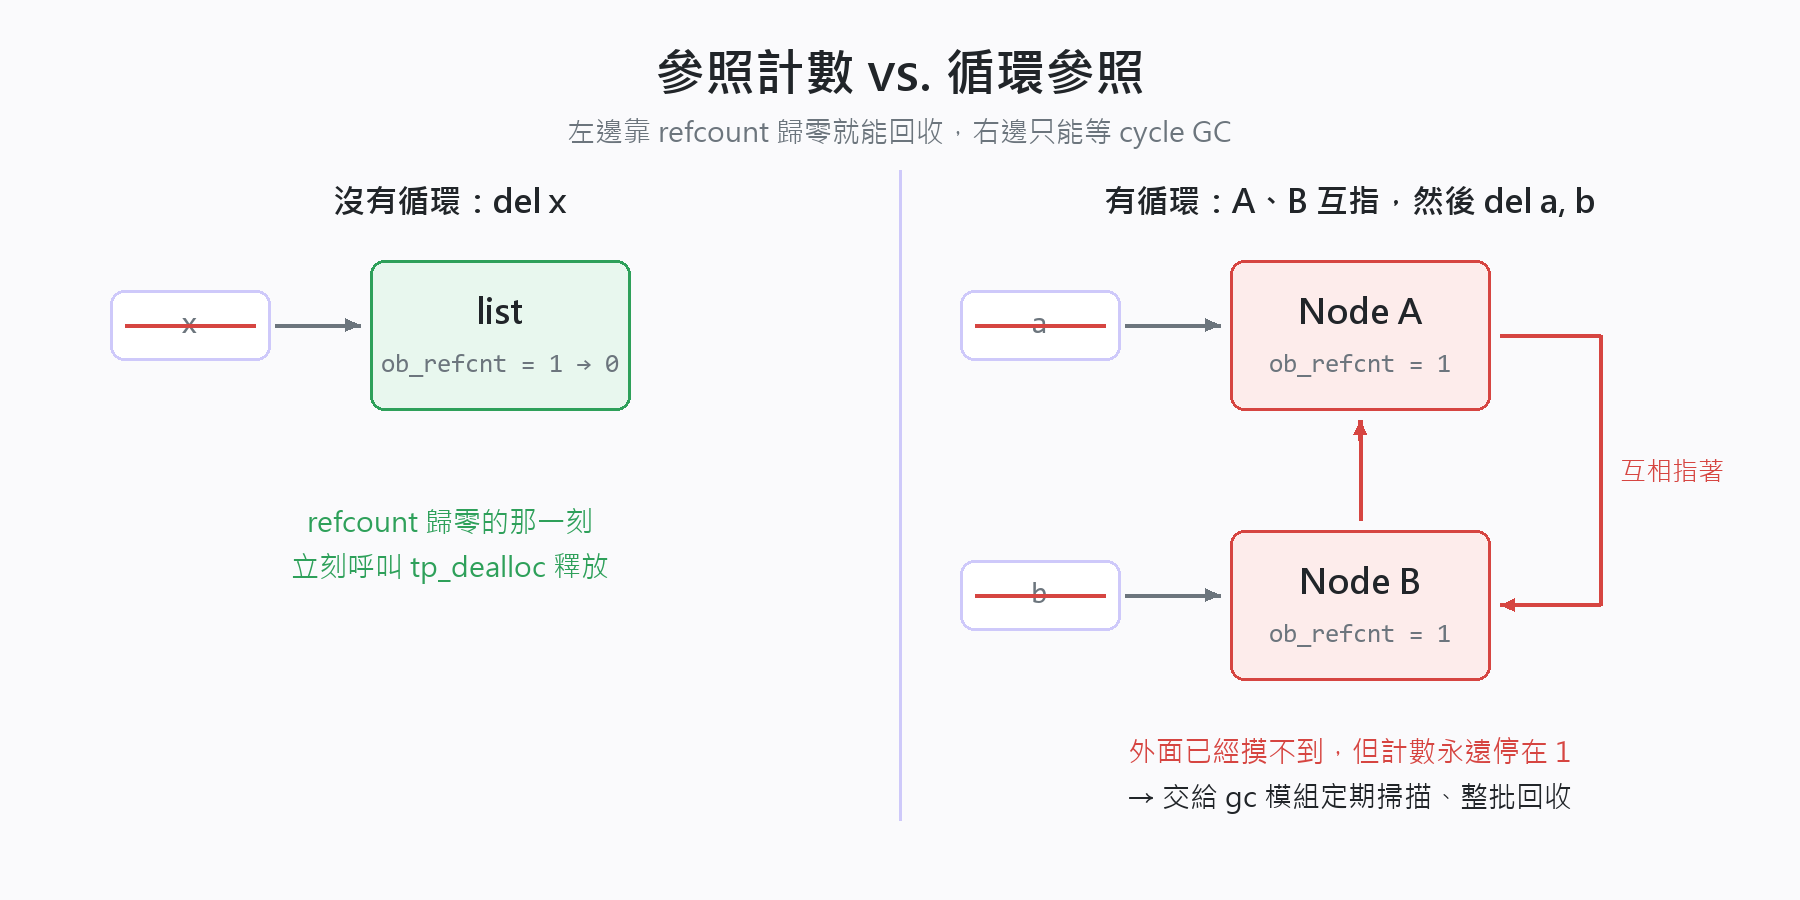 參照計數 vs. 循環參照
左邊靠 refcount 歸零就能回收，右邊只能等 cycle GC
沒有循環：del x
x
list
ob_refcnt = 1 → 0
refcount 歸零的那一刻
立刻呼叫 tp_dealloc 釋放
有循環：A、B 互指，然後 del a, b
a
Node A
ob_refcnt = 1
互相指著
b
Node B
ob_refcnt = 1
外面已經摸不到，但計數永遠停在 1
→ 交給 gc 模組定期掃描、整批回收